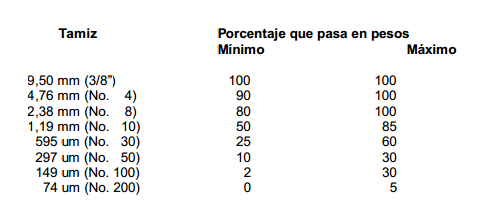 Tamiz Porcentaje que pasa en pesos
Mínimo Máximo
9,50 mm (3/8”) 100 100
4,76 mm (No. 4) 90 100
2,38 mm (No. 8) 80 100
1,19 mm (No. 10) 50 85
595 um (No. 30) 25 60
297 um (No. 50) 10 30
149 um (No. 100) 2 30
74 um (No. 200) 0 5